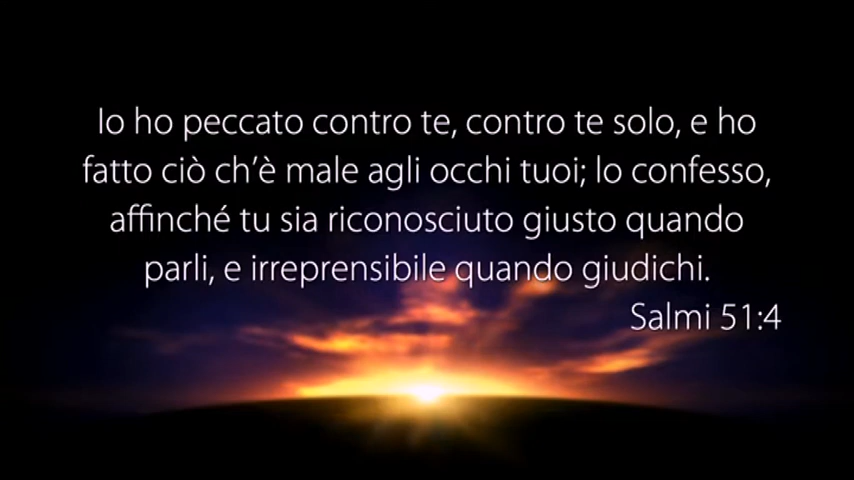 Io ho peccato contro te, contro te solo, e ho
fatto ciò ch’è male agli occhi tuoi; lo confesso,
affinché tu sia riconosciuto giusto quando
parli, e irreprensibile quando giudichi.
Salmi 51:4